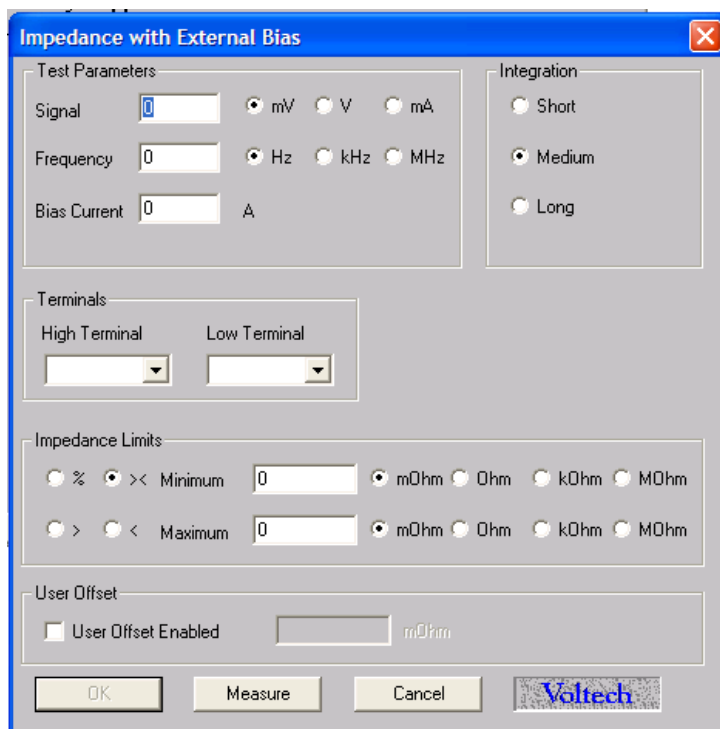 Impedance with External Bias
Test Parameters
Signal 0 mV V mA
Frequency 0 Hz kHz MHz
Bias Current 0 A
Integration
Short
Medium
Long
Terminals
High Terminal Low Terminal
Impedance Limits
% >< Minimum 0 mOhm Ohm kOhm MOhm
> < Maximum 0 mOhm Ohm kOhm MOhm
User Offset
User Offset Enabled mOhm
OK Measure Cancel Voltech